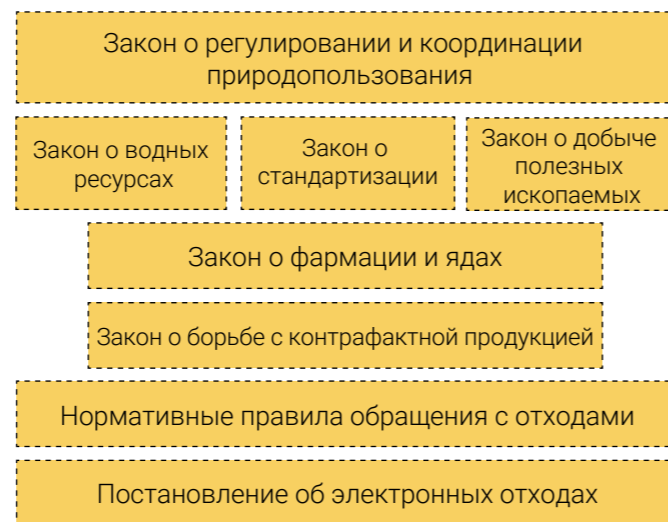 Закон о регулировании и координации
природопользования
Закон о водных
ресурсах
Закон о
стандартизации
Закон о добыче
полезных
ископаемых
Закон о фармации и ядах
Закон о борьбе с контрафактной продукцией
Нормативные правила обращения с отходами
Постановление об электронных отходах